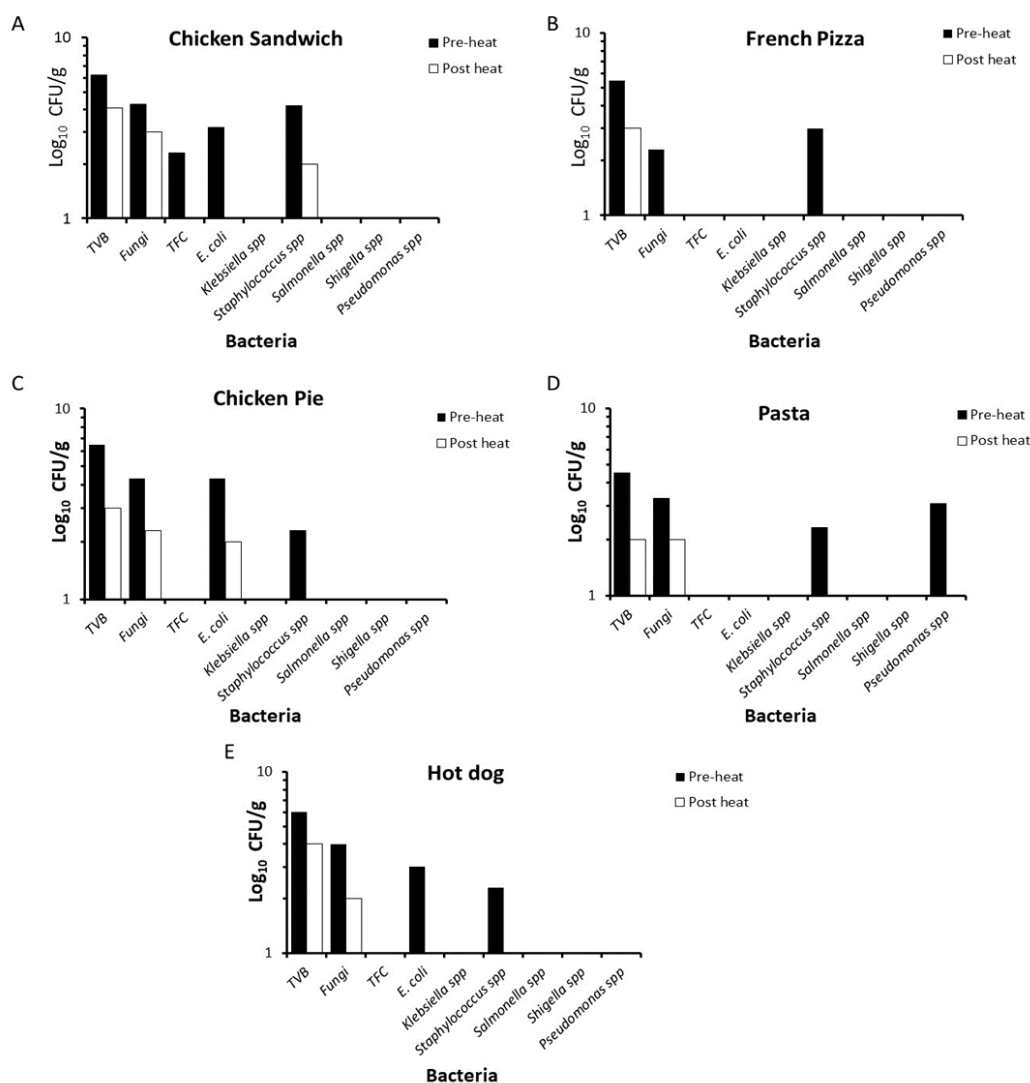 A
Chicken Sandwich
Pre-heat
Post heat
10
1
Log10 CFU/g
TVB
Fungi
TFC
E. coli
Klebsiella spp
Staphylococcus spp
Salmonella spp
Shigella spp
Pseudomonas spp
Bacteria
B
French Pizza
Pre-heat
Post heat
10
1
Log10 CFU/g
TVB
Fungi
TFC
E. coli
Klebsiella spp
Staphylococcus spp
Salmonella spp
Shigella spp
Pseudomonas spp
Bacteria
C
Chicken Pie
Pre-heat
Post heat
10
1
Log10 CFU/g
TVB
Fungi
TFC
E. coli
Klebsiella spp
Staphylococcus spp
Salmonella spp
Shigella spp
Pseudomonas spp
Bacteria
D
Pasta
Pre-heat
Post heat
10
1
Log10 CFU/g
TVB
Fungi
TFC
E. coli
Klebsiella spp
Staphylococcus spp
Salmonella spp
Shigella spp
Pseudomonas spp
Bacteria
E
Hot dog
Pre-heat
Post heat
10
1
Log10 CFU/g
TVB
Fungi
TFC
E. coli
Klebsiella spp
Staphylococcus spp
Salmonella spp
Shigella spp
Pseudomonas spp
Bacteria